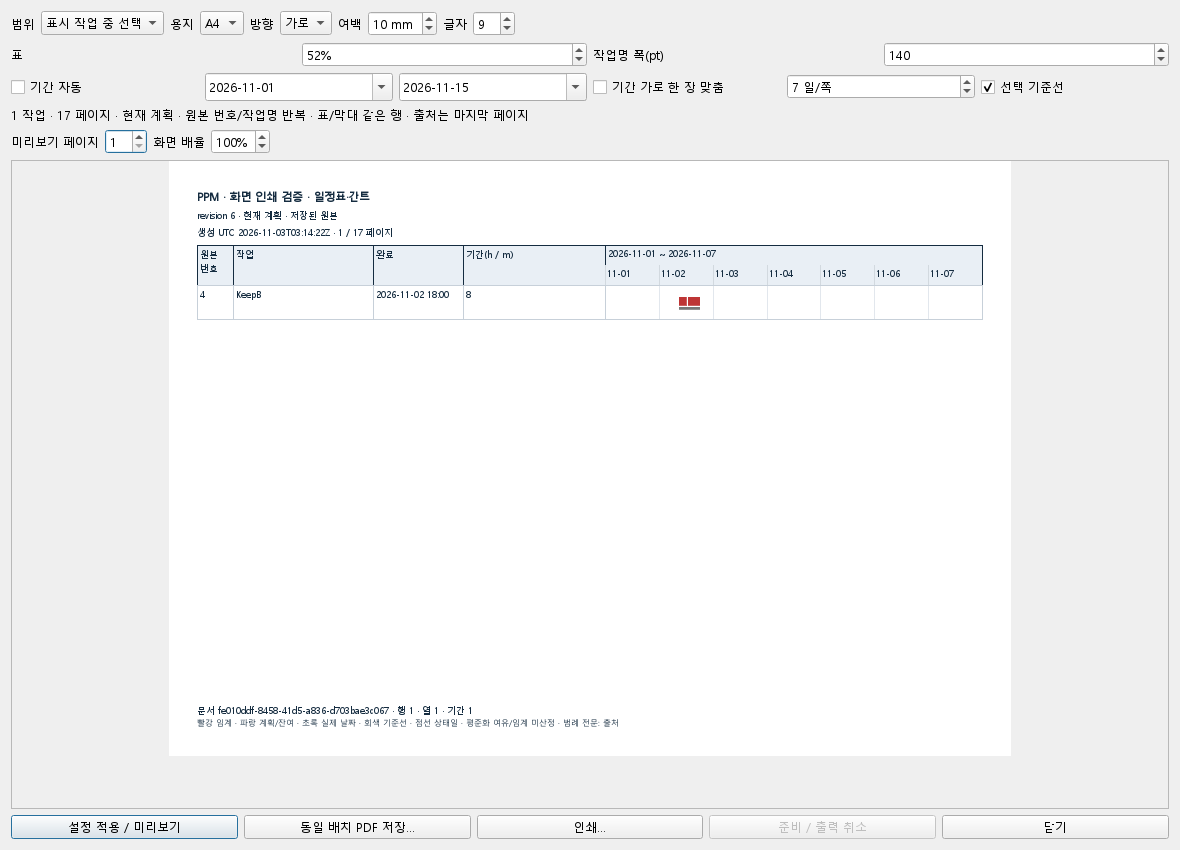 범위 표시 작업 중 선택 용지 A4 방향 가로 여백 10 mm 글자 9
표 52% 작업명 폭(pt) 140
기간 자동 2026-11-01 2026-11-15 기간 가로 한 장 맞춤 7 일/쪽 선택 기준선
1 작업 · 17 페이지 · 현재 계획 · 원본 번호/작업명 반복 · 표/막대 같은 행 · 출처는 마지막 페이지
미리보기 페이지 1 화면 배율 100%
PPM · 화면 인쇄 검증 · 일정표·간트
revision 6 · 현재 계획 · 저장된 원본
생성 UTC 2026-11-03T03:14:22Z · 1 / 17 페이지
원본 번호 작업 완료 기간(h / m) 2026-11-01 ~ 2026-11-07
11-01 11-02 11-03 11-04 11-05 11-06 11-07
4 KeepB 2026-11-02 18:00 8
문서 fe010ddf-8458-41d5-a836-d703bae3c067 · 행 1 · 열 1 · 기간 1
빨강 임계 · 파랑 계획/잔여 · 초록 실제 날짜 · 회색 기준선 · 점선 상태일 · 평준화 여유/임계 미산정 · 범례 전문: 출처
설정 적용 / 미리보기 동일 배치 PDF 저장... 인쇄... 준비 / 출력 취소 닫기